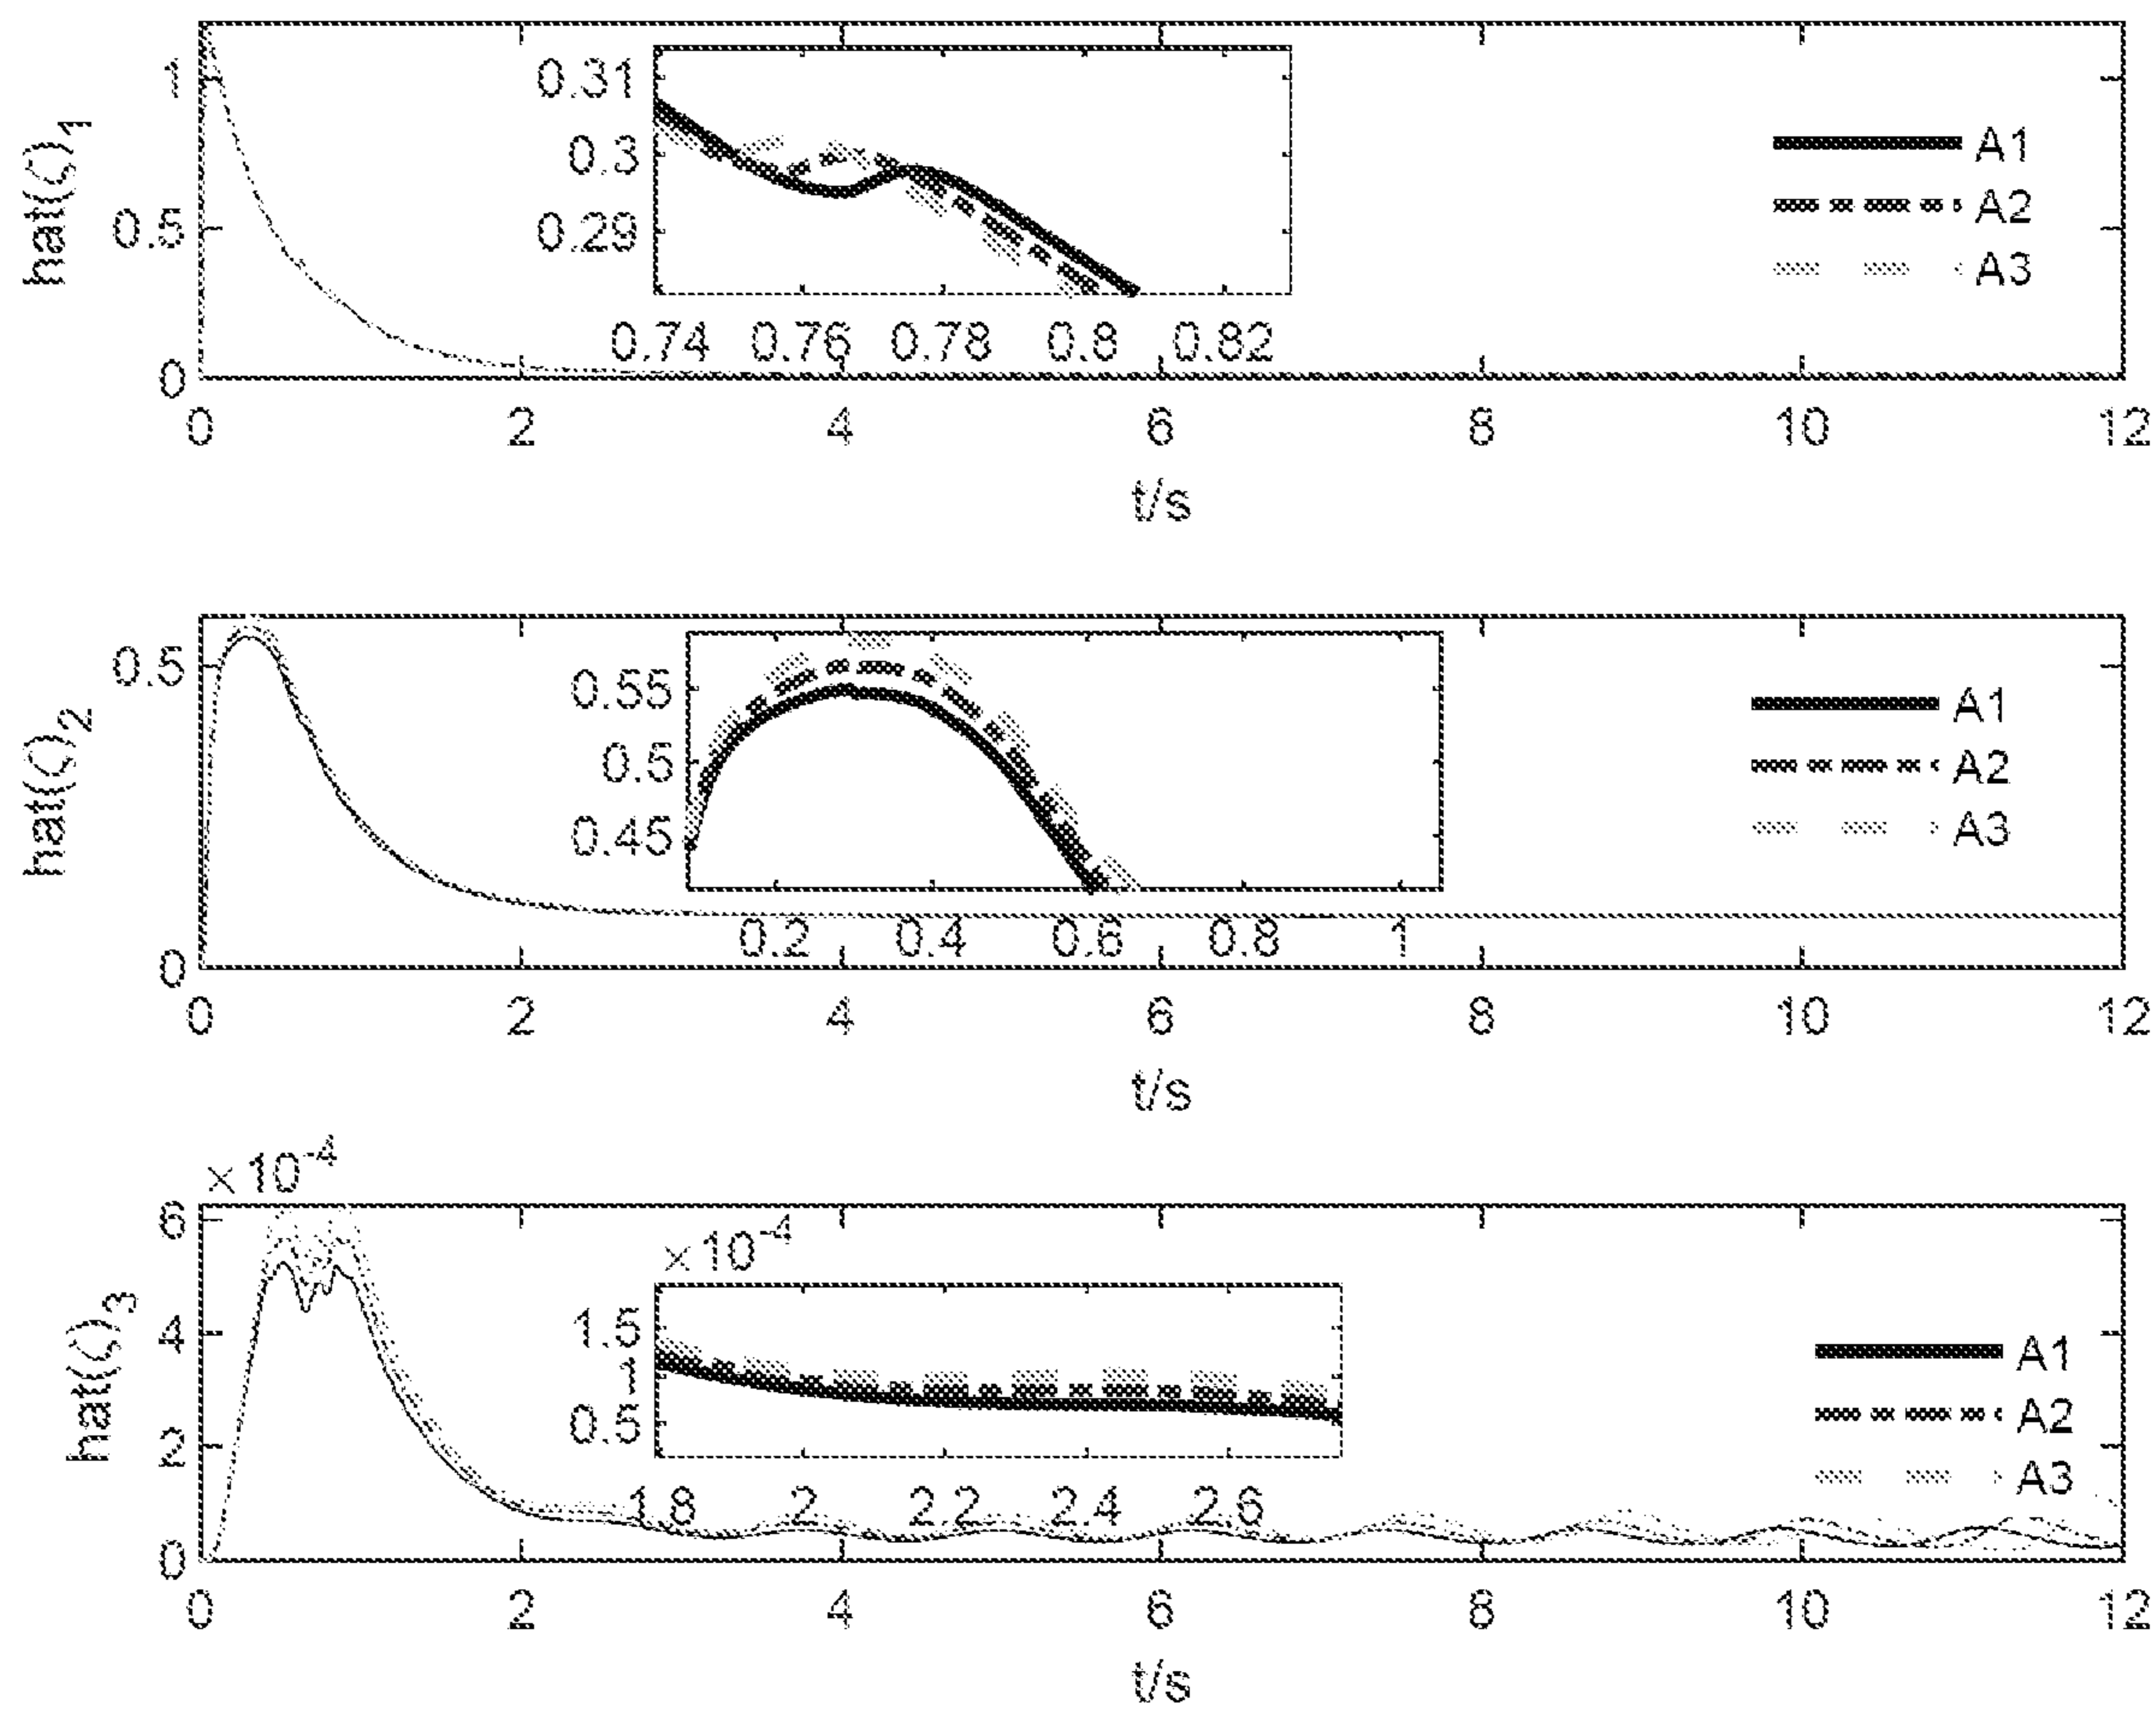 hat(ζ)1
1
0.5
0
0.31
0.3
0.29
0.74 0.76 0.78 0.8 0.82
A1
A2
A3
0 2 4 6 8 10 12
t/s
hat(ζ)2
0.5
0
0.55
0.5
0.45
0.2 0.4 0.6 0.8 1
A1
A2
A3
0 2 4 6 8 10 12
t/s
hat(ζ)3
×10-4
6
4
2
0
×10-4
1.5
1
0.5
1.8 2 2.2 2.4 2.6
A1
A2
A3
0 2 4 6 8 10 12
t/s